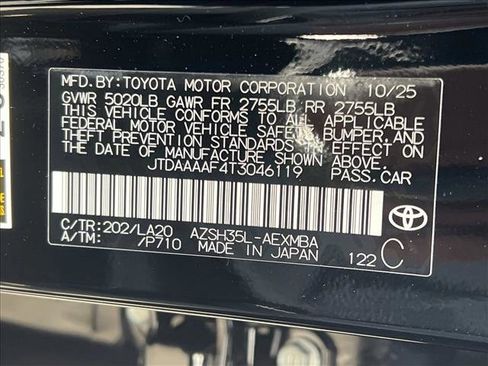 MFD.BY:TOYOTA MOTOR CORPORATION 10/25
GVWR 5020LB GAWR FR 2755LB RR 2755LB
THIS VEHICLE CONFORMS TO ALL APPLICABLE
FEDERAL MOTOR VEHICLE SAFETY, BUMPER, AND
THEFT PREVENTION STANDARDS IN EFFECT ON
THE DATE OF MANUFACTURE SHOWN ABOVE.
JTDAAAAF4T3046119 PASS.CAR
C/TR:202/LA20 AZSH35L-AEXMBA
A/TM: /P710 MADE IN JAPAN
122 C
TOYOTA